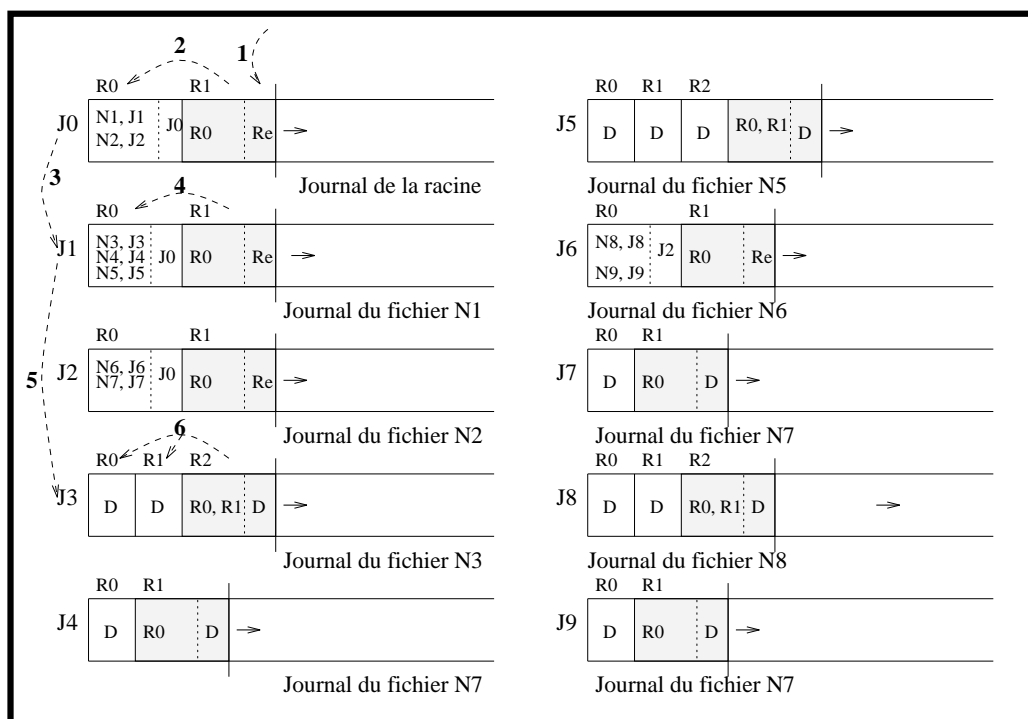 1
2
R0 R1
J0 N1, J1 J0 R0 Re
N2, J2
Journal de la racine
3
4
R0 R1
J1 N3, J3 J0 R0 Re
N4, J4
N5, J5
Journal du fichier N1
R0 R1
J2 N6, J6 J0 R0 Re
N7, J7
Journal du fichier N2
5
6
R0 R1 R2
J3 D D R0, R1 D
Journal du fichier N3
R0 R1
J4 D R0 D
Journal du fichier N7
R0 R1 R2
J5 D D D R0, R1 D
Journal du fichier N5
R0 R1
J6 N8, J8 J2 R0 Re
N9, J9
Journal du fichier N6
R0 R1
J7 D R0 D
Journal du fichier N7
R0 R1 R2
J8 D D R0, R1 D
Journal du fichier N8
R0 R1
J9 D R0 D
Journal du fichier N7